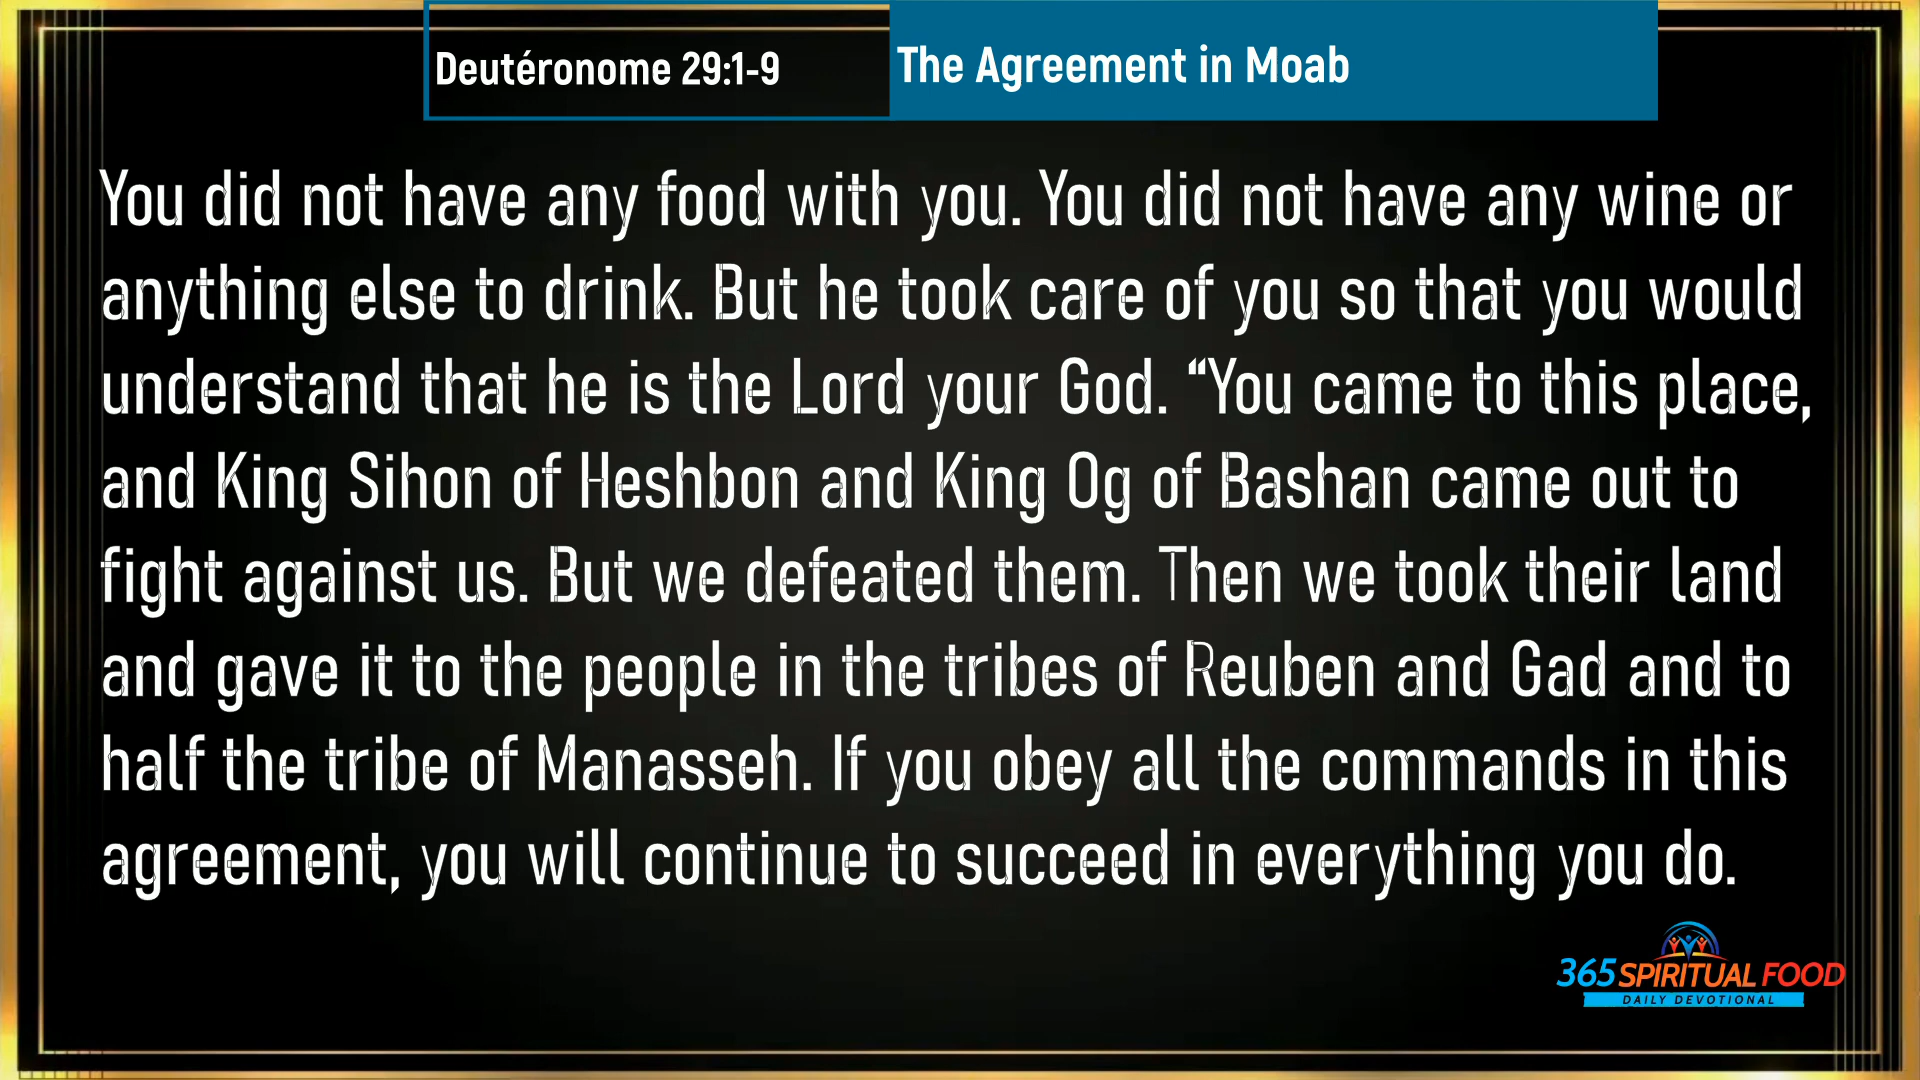 Deutéronome 29:1-9
The Agreement in Moab
You did not have any food with you. You did not have any wine or
anything else to drink. But he took care of you so that you would
understand that he is the Lord your God. “You came to this place,
and King Sihon of Heshbon and King Og of Bashan came out to
fight against us. But we defeated them. Then we took their land
and gave it to the people in the tribes of Reuben and Gad and to
half the tribe of Manasseh. If you obey all the commands in this
agreement, you will continue to succeed in everything you do.
365 SPIRITUAL FOOD
DAILY DEVOTIONAL